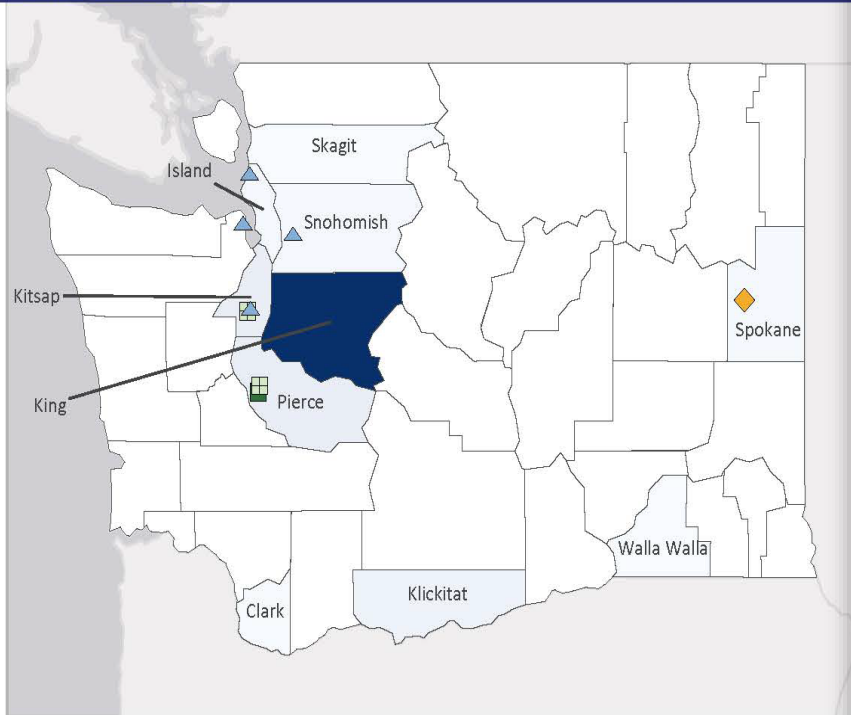 Skagit
Island
Snohomish
Kitsap
Spokane
King
Pierce
Walla Walla
Klickitat
Clark